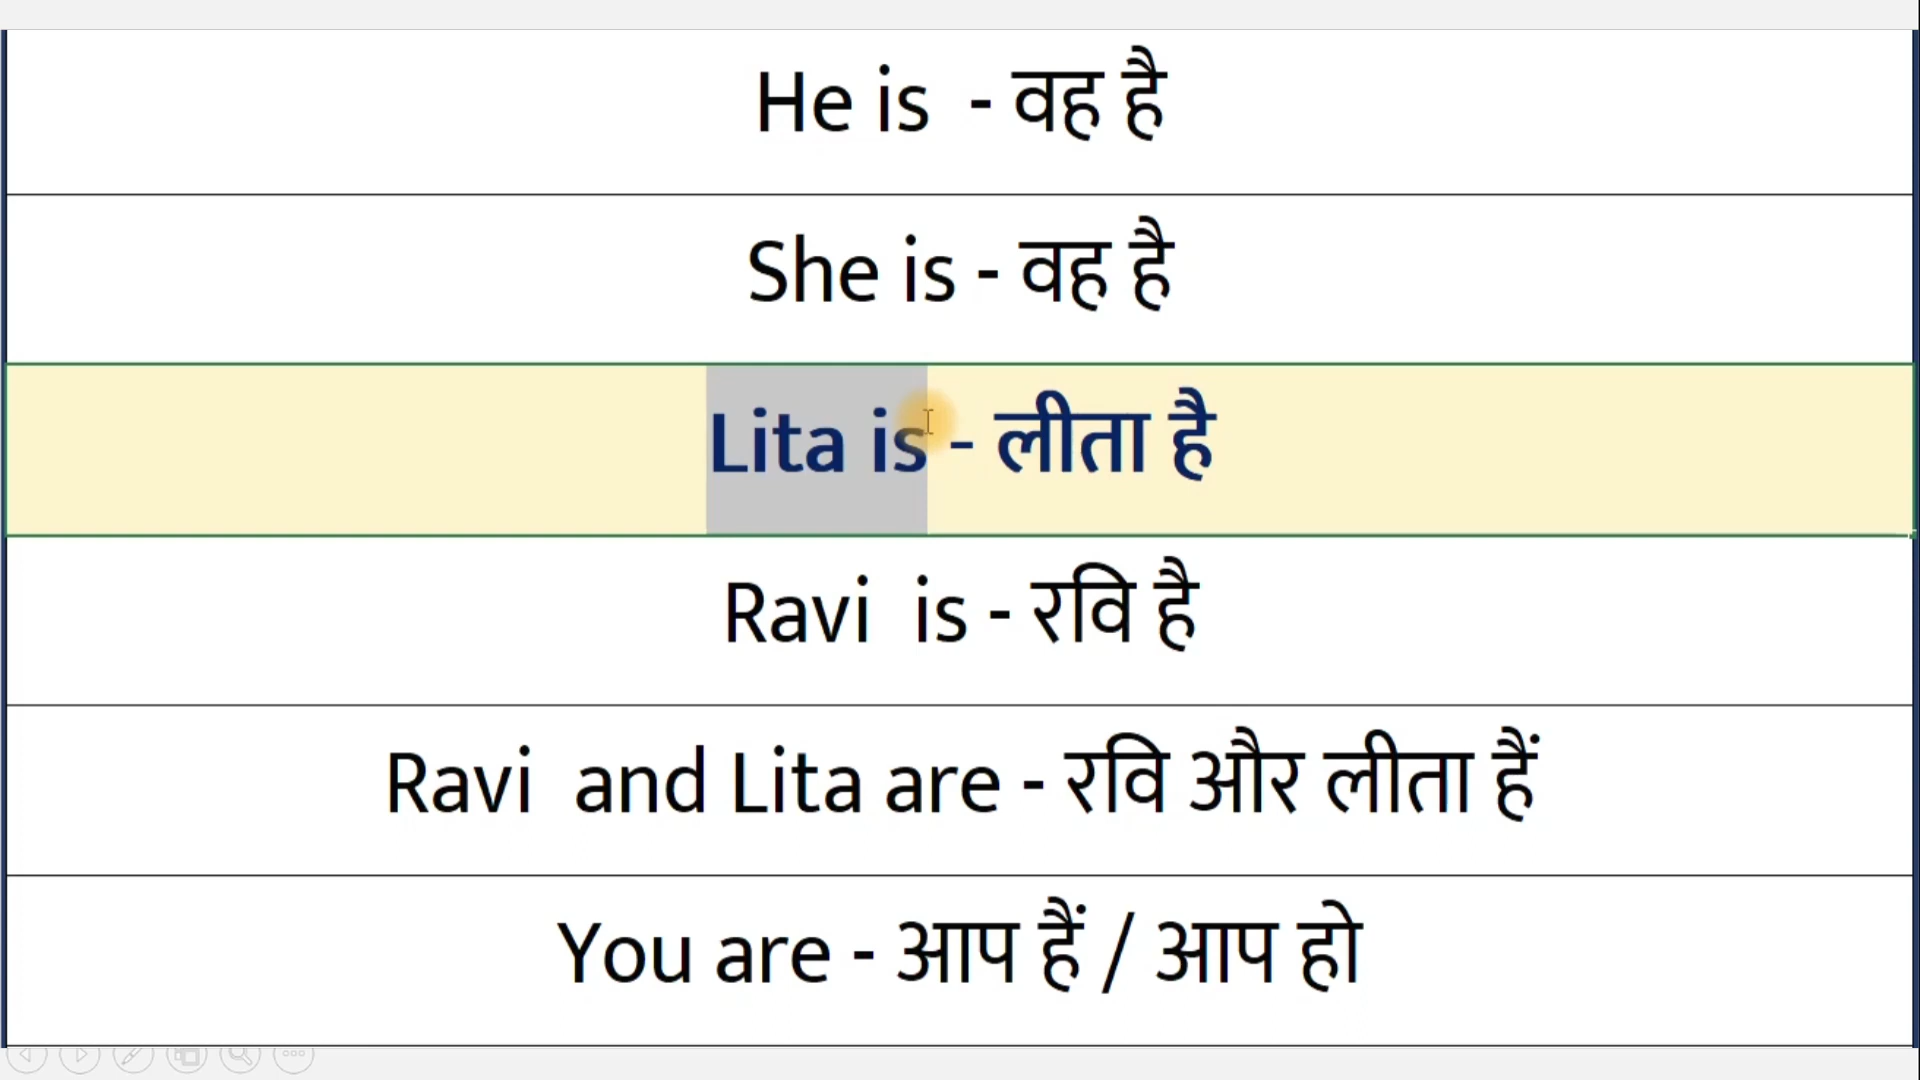 He is - वह है
She is - वह है
Lita is - लीता है
Ravi is - रवि है
Ravi and Lita are - रवि और लीता हैं
You are - आप हैं / आप हो